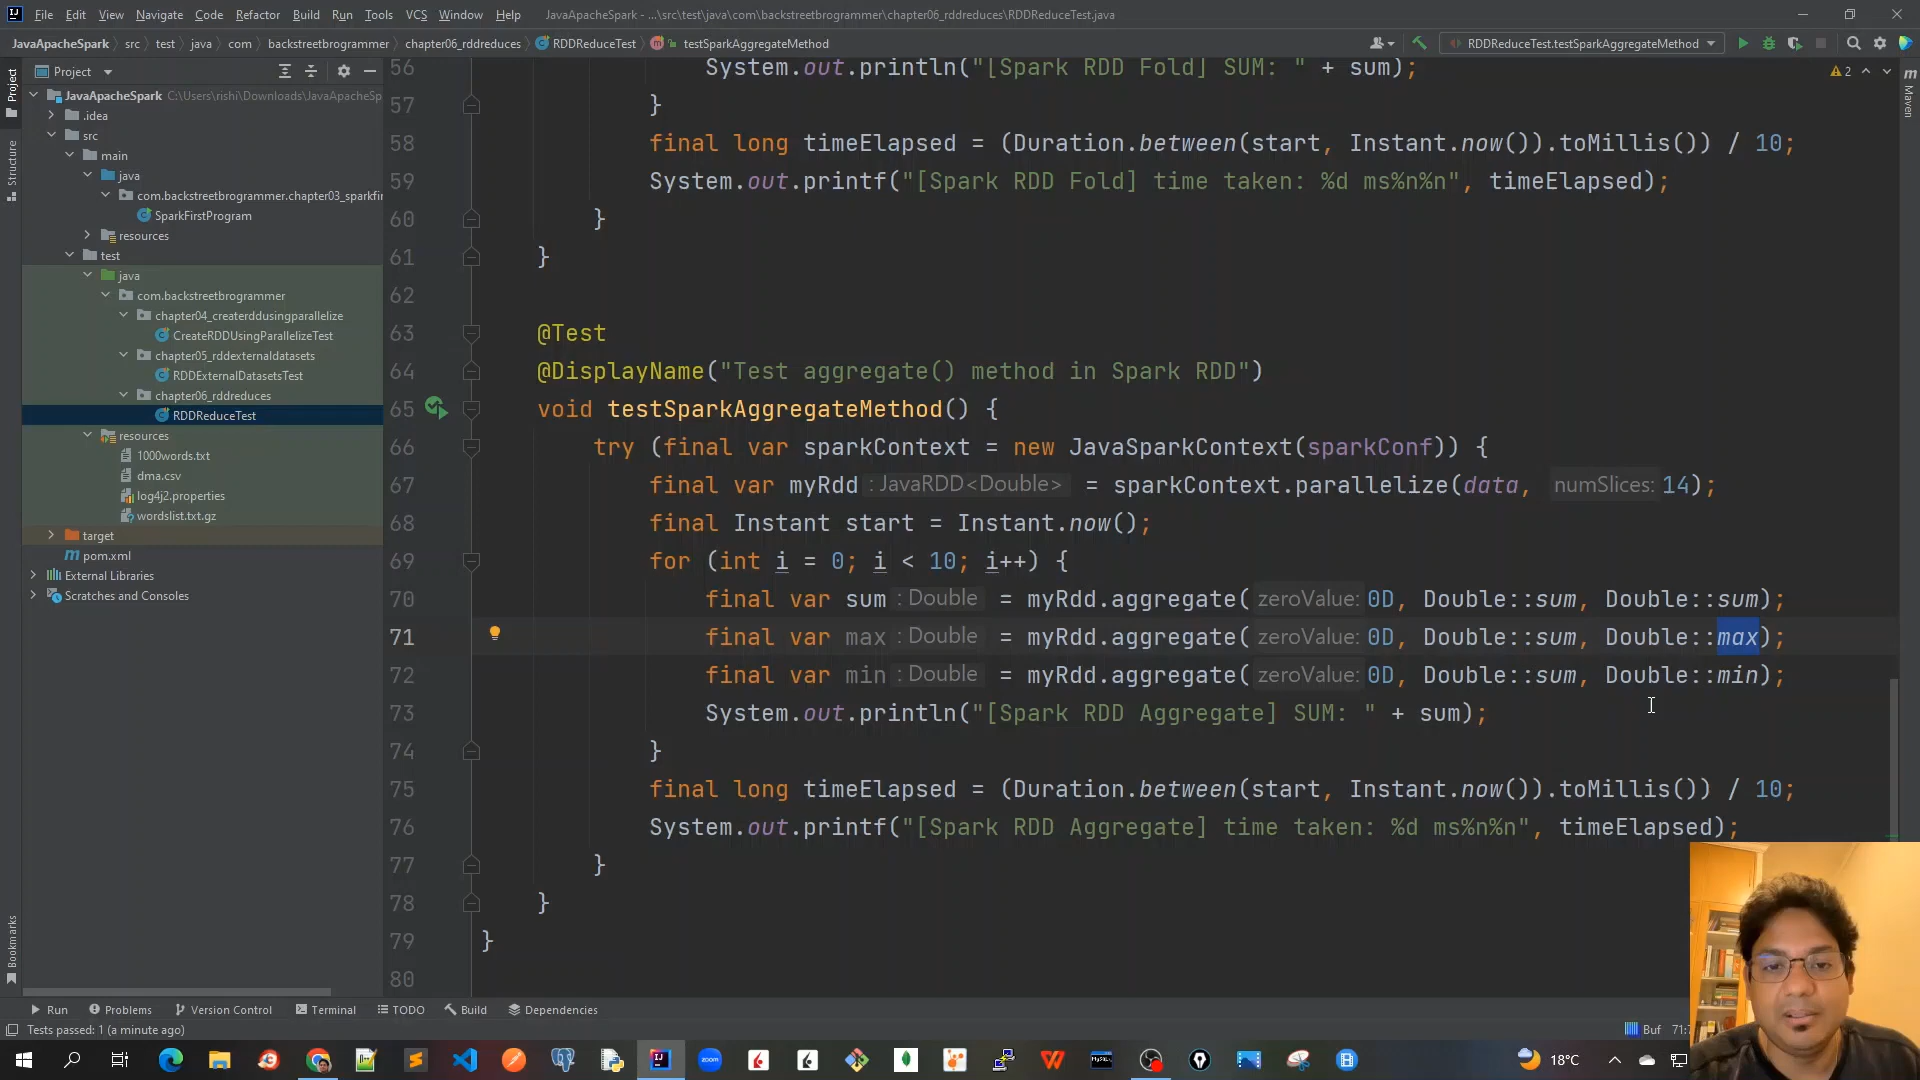 File Edit View Navigate Code Refactor Build Run Tools VCS Window Help JavaApacheSpark - ...\src\test\java\com\backstreetbrogrammer\chapter06_rddreduces\RDDReduceTest.java
JavaApacheSpark src test java com backstreetbrogrammer chapter06_rddreduces RDDReduceTest testSparkAggregateMethod RDDReduceTest.testSparkAggregateMethod
Project
Project
Structure
Bookmarks
Maven
JavaApacheSpark C:\Users\rishi\Downloads\JavaApacheSp
.idea
src
main
java
com.backstreetbrogrammer.chapter03_sparkfir
SparkFirstProgram
resources
test
java
com.backstreetbrogrammer
chapter04_createrddusingparallelize
CreateRDDUsingParallelizeTest
chapter05_rddexternaldatasets
RDDExternalDatasetsTest
chapter06_rddreduces
RDDReduceTest
resources
1000words.txt
dma.csv
log4j2.properties
wordslist.txt.gz
target
pom.xml
External Libraries
Scratches and Consoles
2
56 System.out.println("[Spark RDD Fold] SUM: " + sum);
57 }
58 final long timeElapsed = (Duration.between(start, Instant.now()).toMillis()) / 10;
59 System.out.printf("[Spark RDD Fold] time taken: %d ms%n%n", timeElapsed);
60 }
61 }
62
63 @Test
64 @DisplayName("Test aggregate() method in Spark RDD")
65 void testSparkAggregateMethod() {
66 try (final var sparkContext = new JavaSparkContext(sparkConf)) {
67 final var myRdd : JavaRDD<Double> = sparkContext.parallelize(data, numSlices: 14);
68 final Instant start = Instant.now();
69 for (int i = 0; i < 10; i++) {
70 final var sum : Double = myRdd.aggregate( zeroValue: 0D, Double::sum, Double::sum);
71 final var max : Double = myRdd.aggregate( zeroValue: 0D, Double::sum, Double::max);
72 final var min : Double = myRdd.aggregate( zeroValue: 0D, Double::sum, Double::min);
73 System.out.println("[Spark RDD Aggregate] SUM: " + sum);
74 }
75 final long timeElapsed = (Duration.between(start, Instant.now()).toMillis()) / 10;
76 System.out.printf("[Spark RDD Aggregate] time taken: %d ms%n%n", timeElapsed);
77 }
78 }
79 }
80
Run Problems Version Control Terminal TODO Build Dependencies
Tests passed: 1 (a minute ago) Buf
zoom
18°C